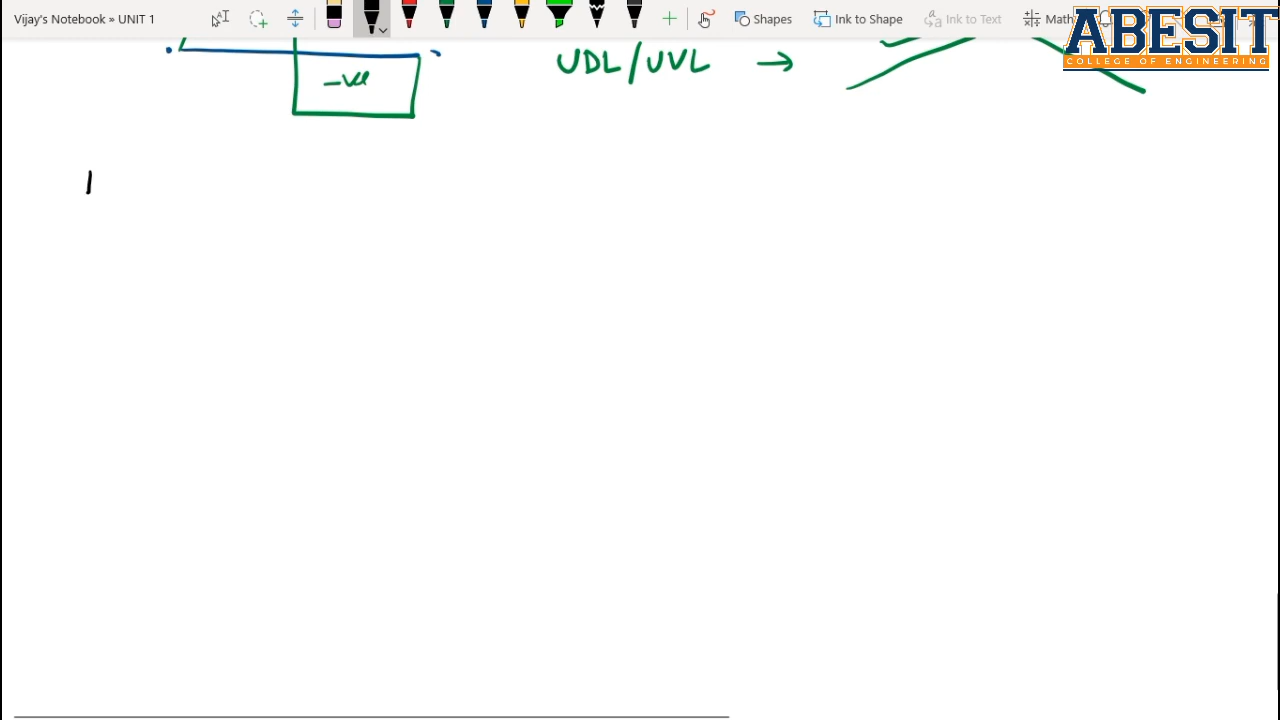 Vijay's Notebook » UNIT 1
Shapes
Ink to Shape
Ink to Text
Math
ABESIT
COLLEGE OF ENGINEERING
UDL/UVL →
-ve